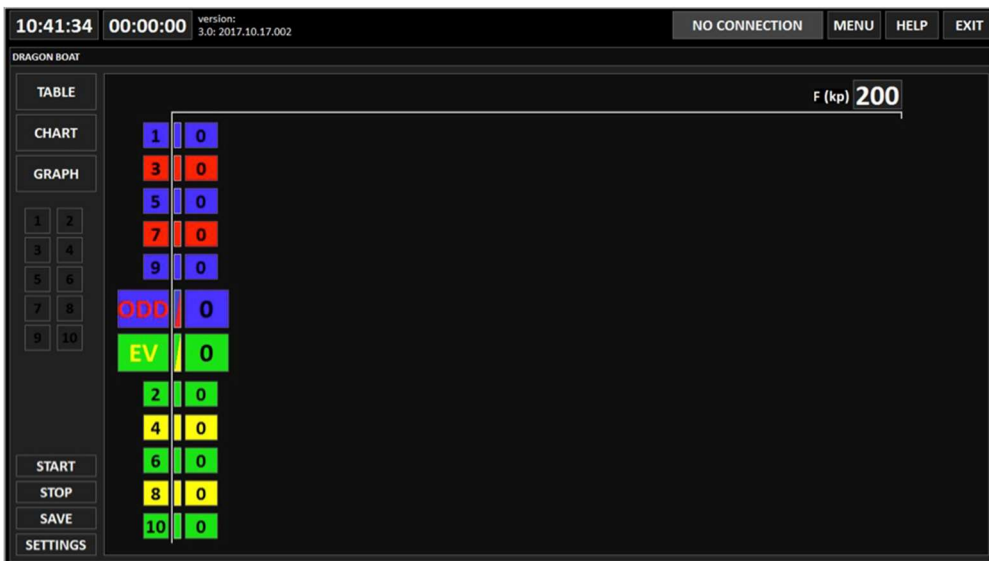 10:41:34 00:00:00 version: 3.0: 2017.10.17.002 NO CONNECTION MENU HELP EXIT
DRAGON BOAT
TABLE
CHART
GRAPH
1 2
3 4
5 6
7 8
9 10
START
STOP
SAVE
SETTINGS
F (kp) 200
1 0
3 0
5 0
7 0
9 0
ODD 0
EV 0
2 0
4 0
6 0
8 0
10 0